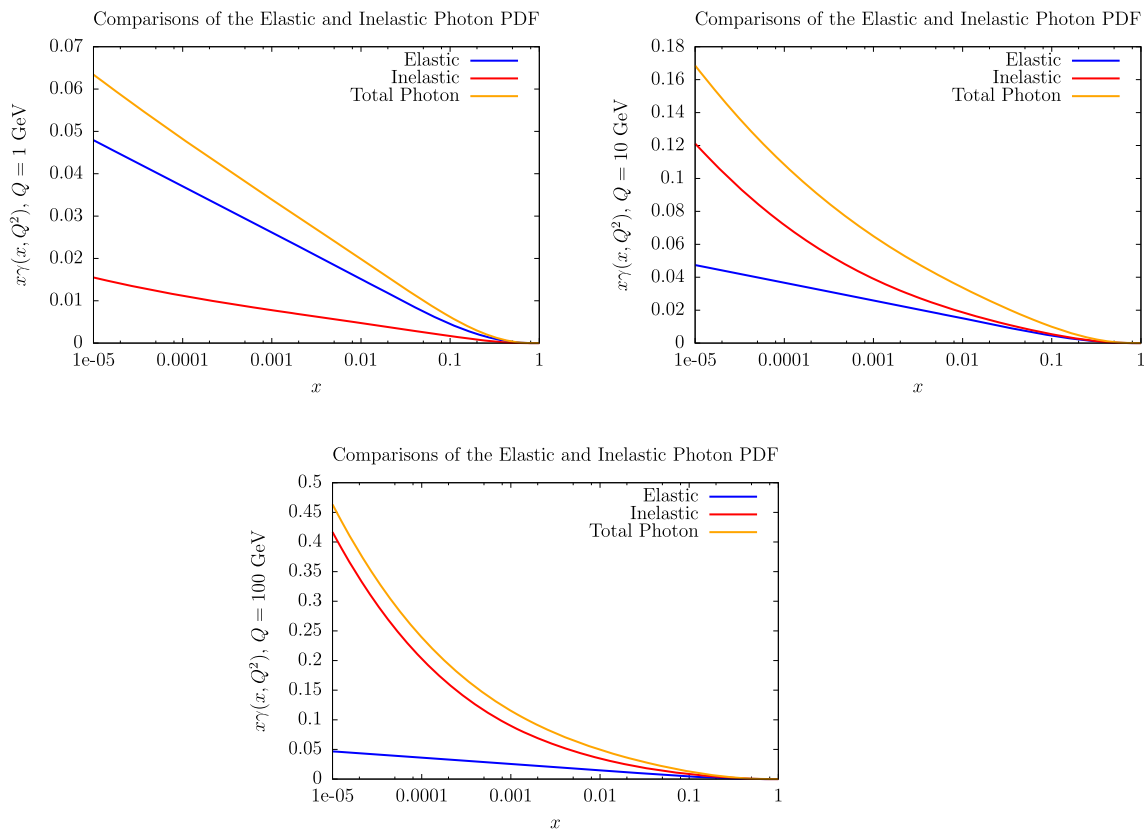 Comparisons of the Elastic and Inelastic Photon PDF
0.07
0.06
0.05
0.04
0.03
0.02
0.01
0
xγ(x, Q²), Q = 1 GeV
Elastic
Inelastic
Total Photon
1e-05 0.0001 0.001 0.01 0.1 1
x
Comparisons of the Elastic and Inelastic Photon PDF
0.18
0.16
0.14
0.12
0.1
0.08
0.06
0.04
0.02
0
xγ(x, Q²), Q = 10 GeV
Elastic
Inelastic
Total Photon
1e-05 0.0001 0.001 0.01 0.1 1
x
Comparisons of the Elastic and Inelastic Photon PDF
0.5
0.45
0.4
0.35
0.3
0.25
0.2
0.15
0.1
0.05
0
xγ(x, Q²), Q = 100 GeV
Elastic
Inelastic
Total Photon
1e-05 0.0001 0.001 0.01 0.1 1
x